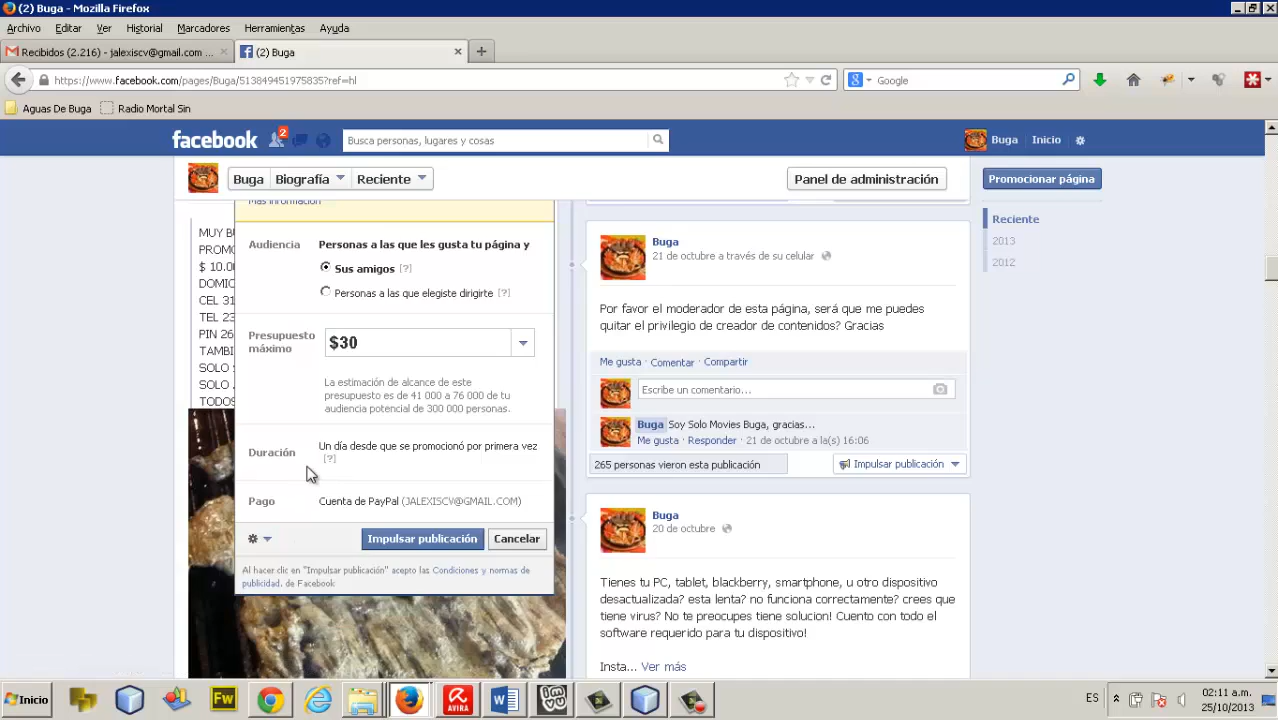 (2) Buga - Mozilla Firefox
Archivo Editar Ver Historial Marcadores Herramientas Ayuda
Recibidos (2.216) - jalexiscv@gmail.com ...
(2) Buga
https://www.facebook.com/pages/Buga/513849451975835?ref=hl
Google
Aguas De Buga
Radio Mortal Sin
facebook
2
Busca personas, lugares y cosas
Buga
Inicio
Buga
Biografía
Reciente
Panel de administración
Promocionar página
Reciente
2013
2012
MUY B
PROMO
$ 10.0
DOMIC
CEL 31
TEL 23
PIN 26
TAMBI
SOLO
SOLO
TODOS
Más información
Audiencia
Personas a las que les gusta tu página y
Sus amigos [?]
Personas a las que elegiste dirigirte [?]
Presupuesto
máximo
$30
La estimación de alcance de este
presupuesto es de 41 000 a 76 000 de tu
audiencia potencial de 300 000 personas.
Duración
Un día desde que se promocionó por primera vez
[?]
Pago
Cuenta de PayPal (JALEXISCV@GMAIL.COM)
Impulsar publicación
Cancelar
Al hacer clic en "Impulsar publicación" acepto las Condiciones y normas de
publicidad. de Facebook
Buga
21 de octubre a través de su celular
Por favor el moderador de esta página, será que me puedes
quitar el privilegio de creador de contenidos? Gracias
Me gusta · Comentar · Compartir
Escribe un comentario...
Buga Soy Solo Movies Buga, gracias...
Me gusta · Responder · 21 de octubre a la(s) 16:06
265 personas vieron esta publicación
Impulsar publicación
Buga
20 de octubre
Tienes tu PC, tablet, blackberry, smartphone, u otro dispositivo
desactualizada? esta lenta? no funciona correctamente? crees que
tiene virus? No te preocupes tiene solucion! Cuento con todo el
software requerido para tu dispositivo!
Insta... Ver más
Inicio
Fw
AVIRA
ES
02:11 a.m.
25/10/2013